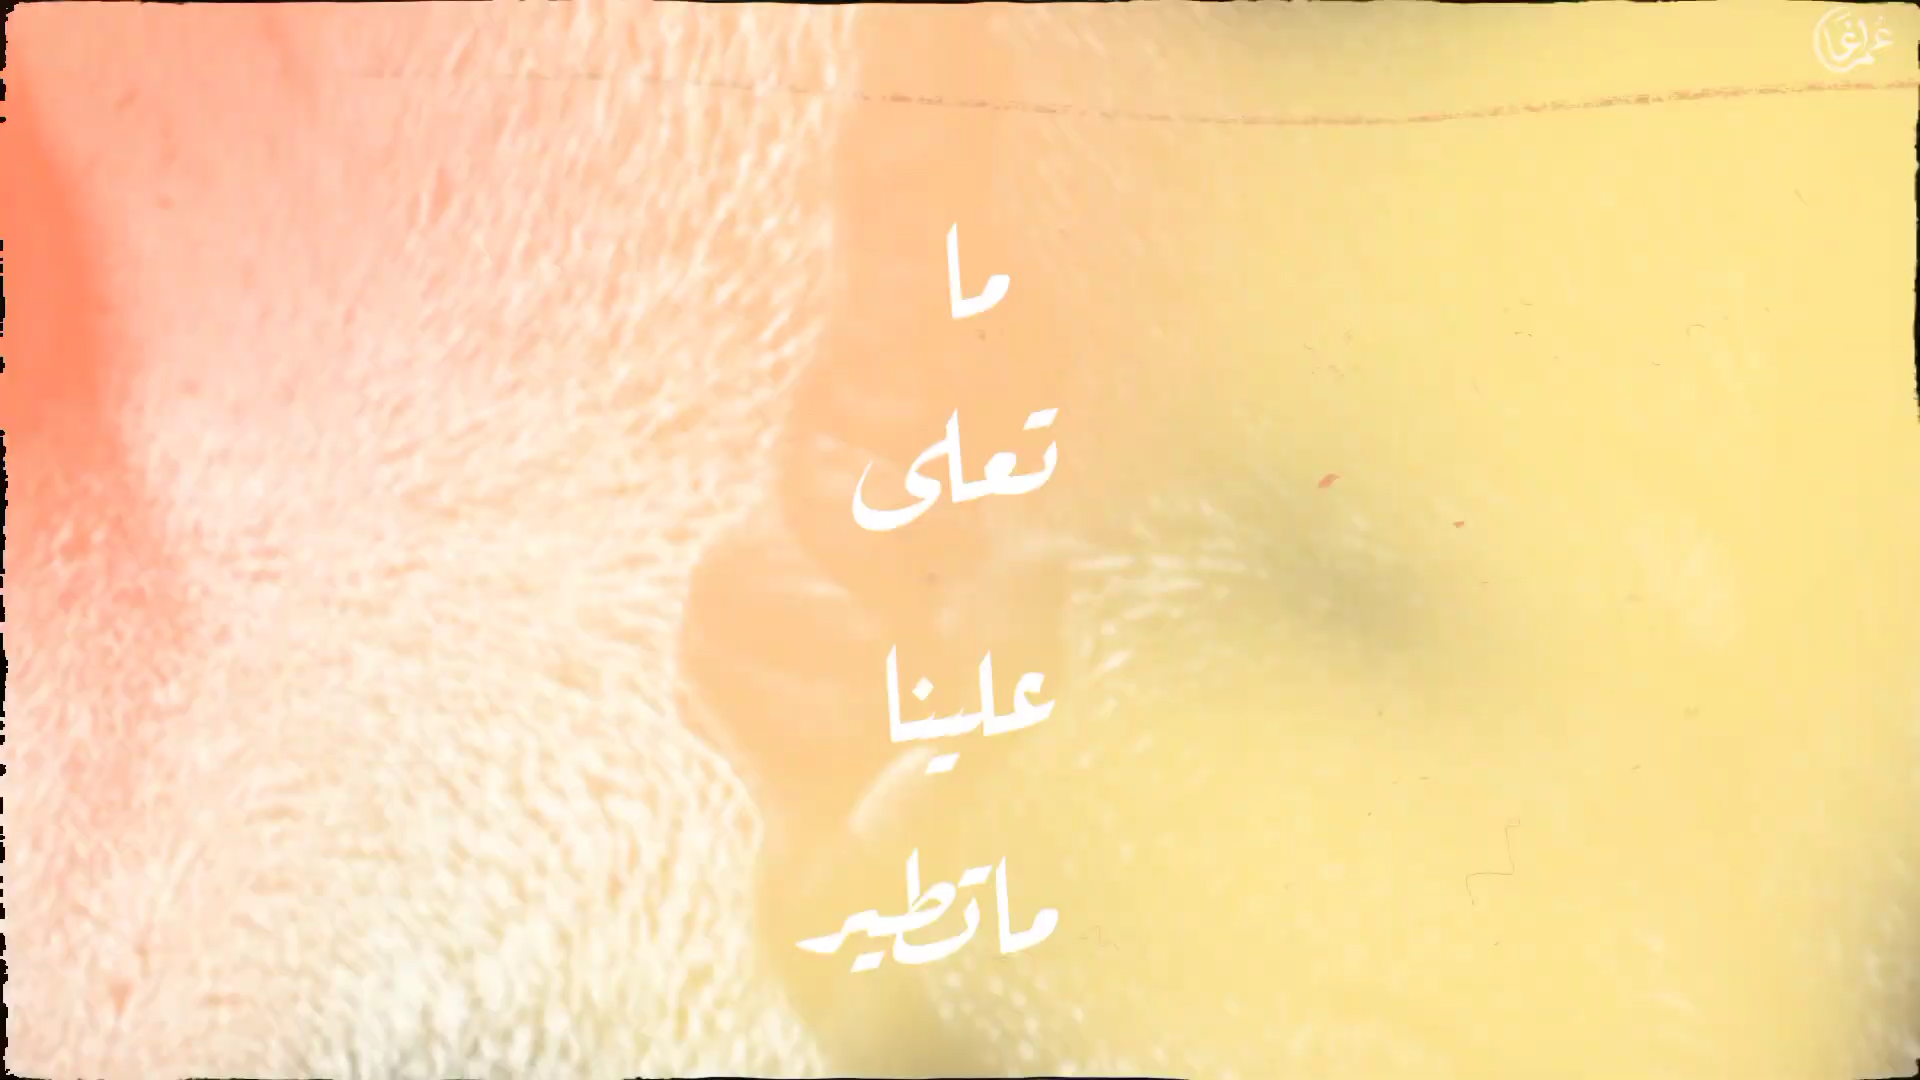 ما
تعلى
علينا
ماتطير